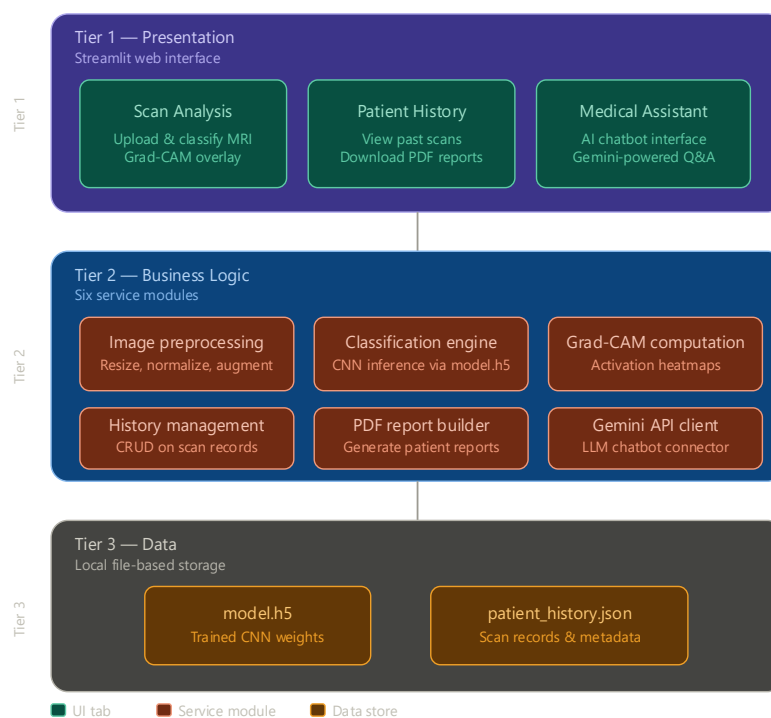 Tier 1 — Presentation
Streamlit web interface
Tier 1
Scan Analysis
Upload & classify MRI
Grad-CAM overlay
Patient History
View past scans
Download PDF reports
Medical Assistant
AI chatbot interface
Gemini-powered Q&A
Tier 2 — Business Logic
Six service modules
Tier 2
Image preprocessing
Resize, normalize, augment
Classification engine
CNN inference via model.h5
Grad-CAM computation
Activation heatmaps
History management
CRUD on scan records
PDF report builder
Generate patient reports
Gemini API client
LLM chatbot connector
Tier 3 — Data
Local file-based storage
Tier 3
model.h5
Trained CNN weights
patient_history.json
Scan records & metadata
UI tab
Service module
Data store